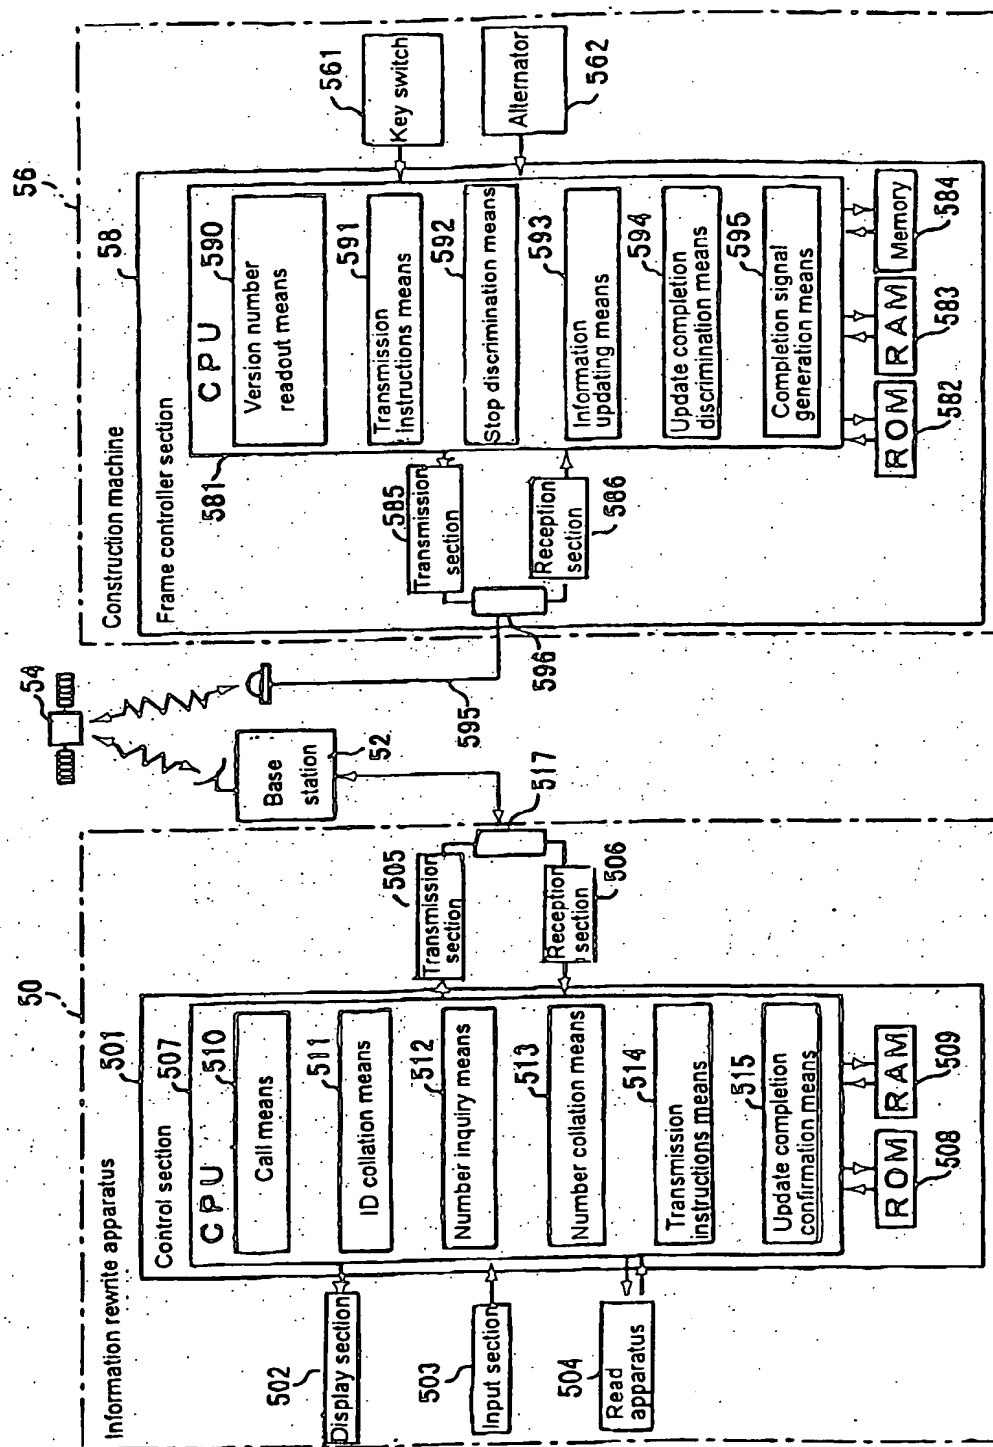 Information rewrite apparatus
50
Control section
501
507
CPU
510
Call means
511
ID collation means
512
Number inquiry means
513
Number collation means
514
Transmission
instructions means
515
Update completion
confirmation means
ROM
508
RAM
509
502
Display section
503
Input section
504
Read
apparatus
505
Transmission
section
506
Reception
section
517
Base
station
52
54
595
596
Construction machine
56
Frame controller section
58
581
CPU
590
Version number
readout means
591
Transmission
instructions means
592
Stop discrimination means
593
Information
updating means
594
Update completion
discrimination means
595
Completion signal
generation means
585
Transmission
section
586
Reception
section
ROM
582
RAM
583
Memory
584
561
Key switch
Alternator
562